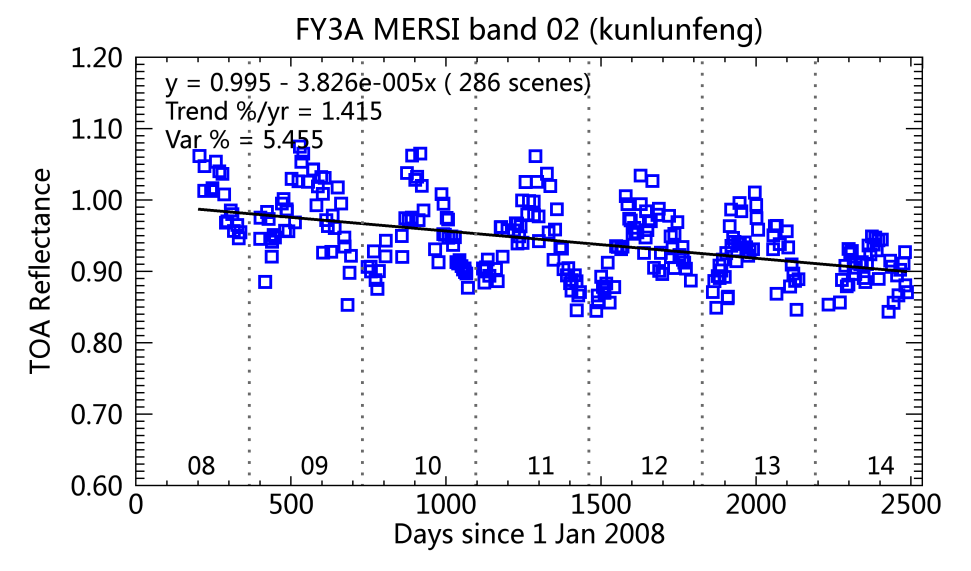 FY3A MERSI band 02 (kunlunfeng)
y = 0.995 - 3.826e-005x ( 286 scenes)
Trend %/yr = 1.415
Var % = 5.455
TOA Reflectance
1.20
1.10
1.00
0.90
0.80
0.70
0.60
08 09 10 11 12 13 14
0 500 1000 1500 2000 2500
Days since 1 Jan 2008